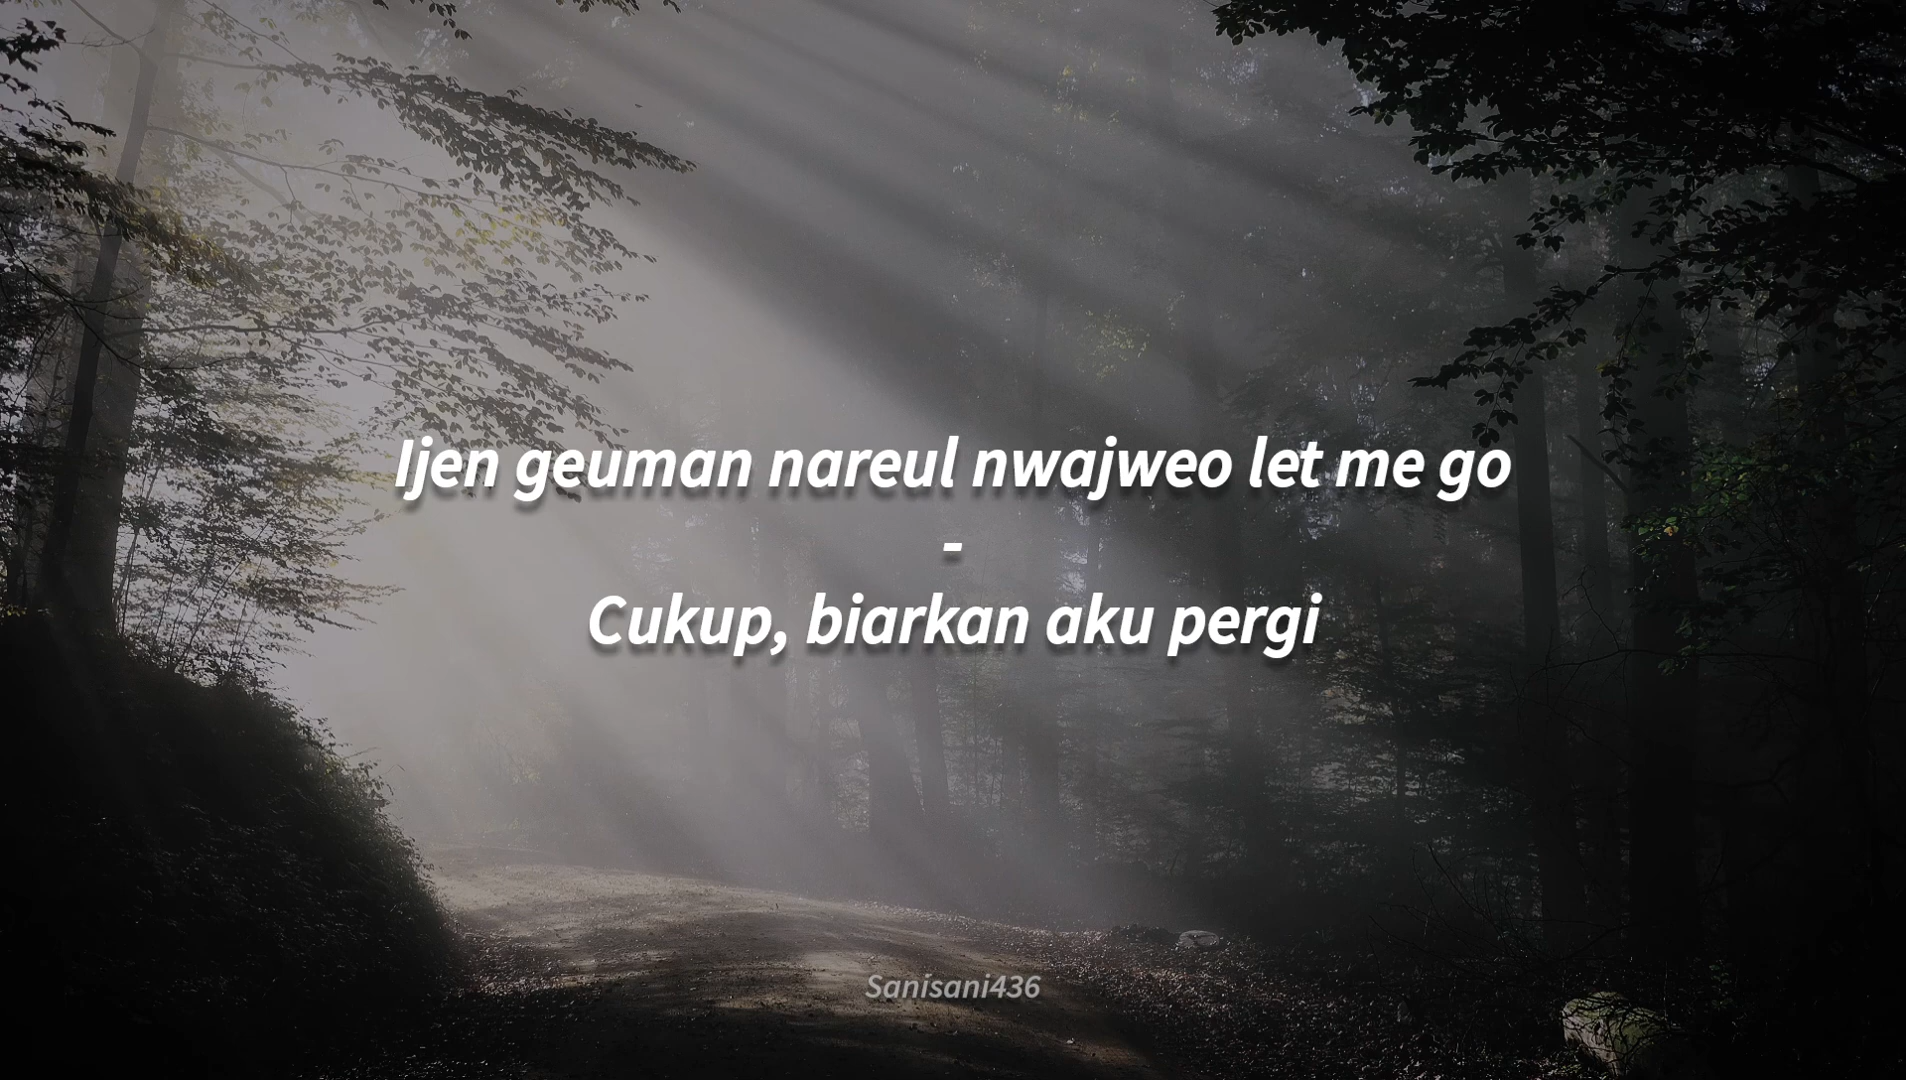 Ijen geuman nareul nwajweo let me go
-
Cukup, biarkan aku pergi
Sanisani436